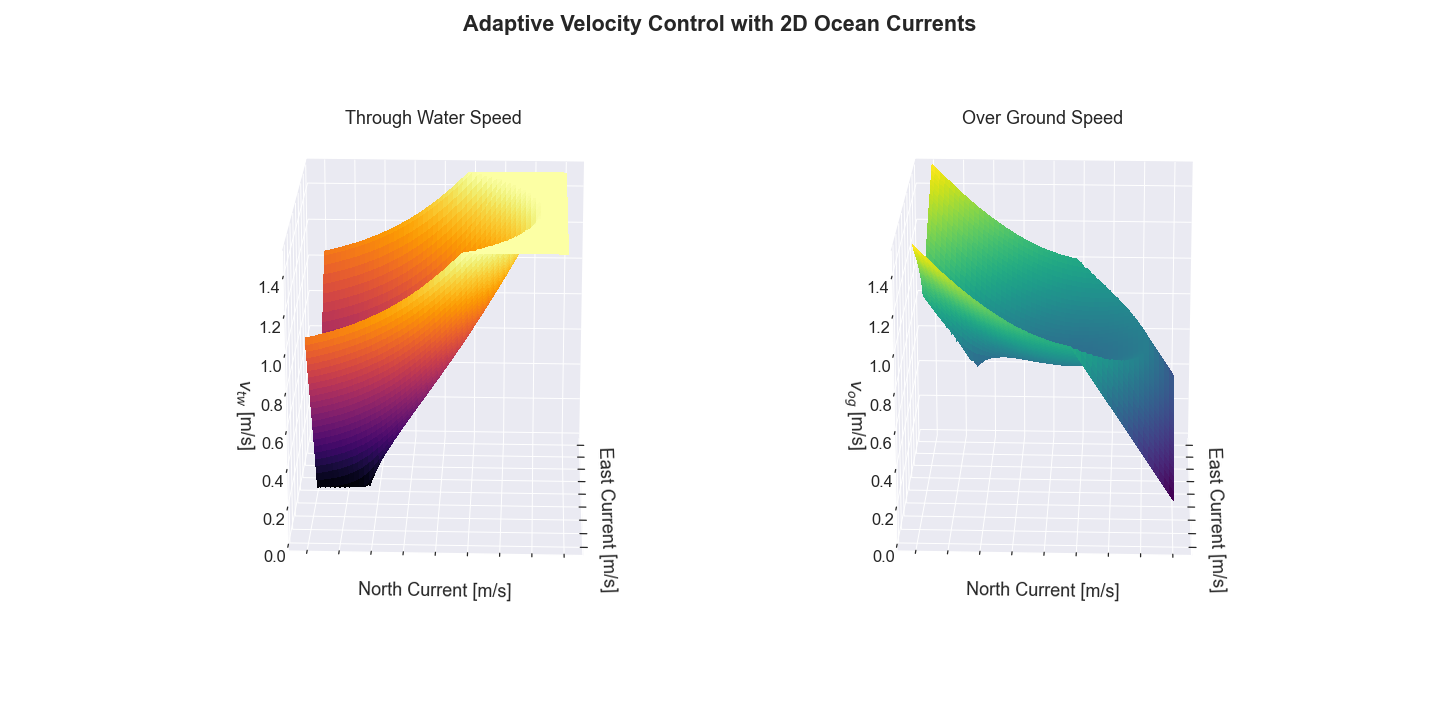 Adaptive Velocity Control with 2D Ocean Currents
Through Water Speed
1.4
1.2
1.0
0.8
0.6
0.4
0.2
0.0
v_tw [m/s]
North Current [m/s]
East Current [m/s]
Over Ground Speed
1.4
1.2
1.0
0.8
0.6
0.4
0.2
0.0
v_og [m/s]
North Current [m/s]
East Current [m/s]